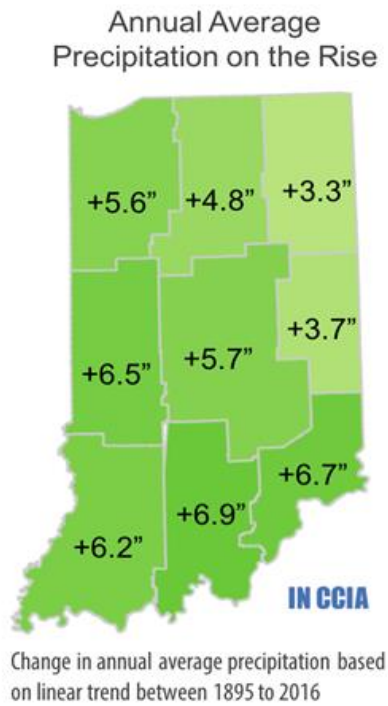 Annual Average
Precipitation on the Rise
+5.6”
+4.8”
+3.3”
+6.5”
+5.7”
+3.7”
+6.2”
+6.9”
+6.7”
IN CCIA
Change in annual average precipitation based
on linear trend between 1895 to 2016